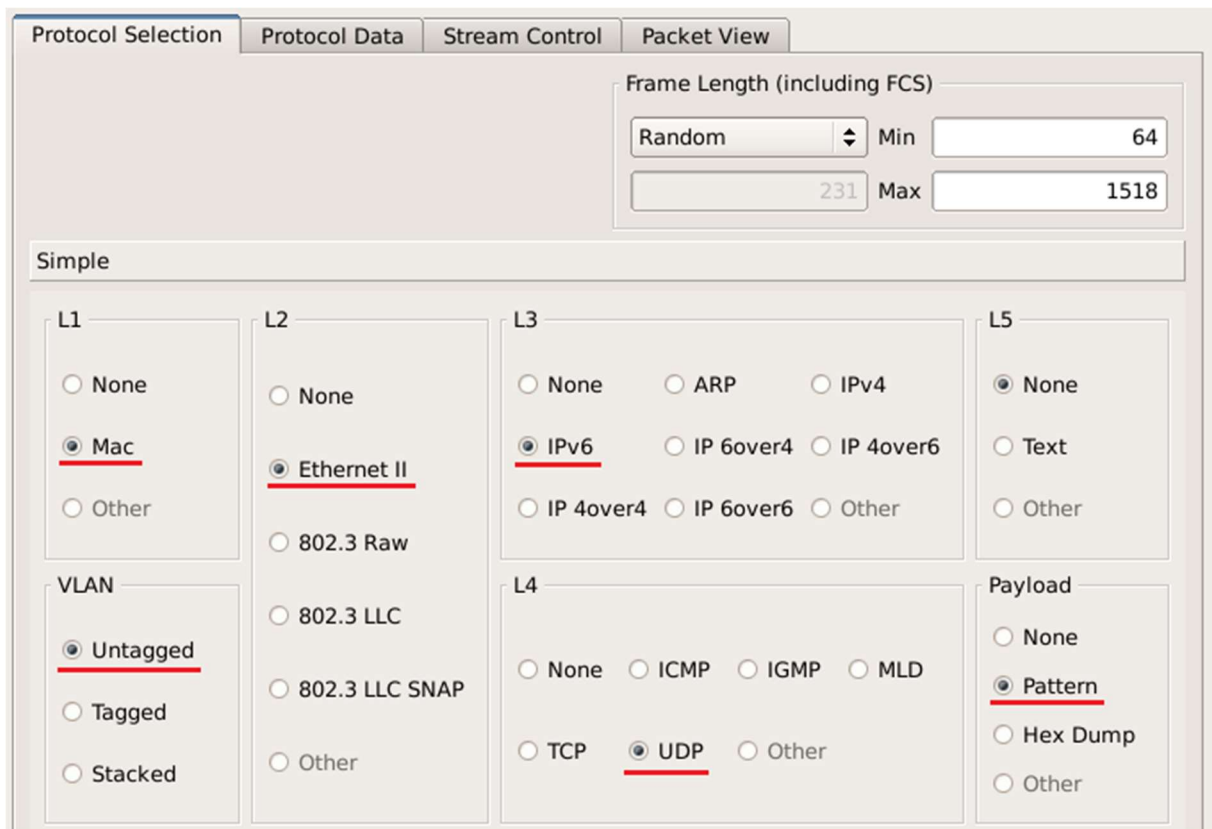 Protocol Selection Protocol Data Stream Control Packet View
Frame Length (including FCS)
Random Min 64
231 Max 1518
Simple
L1
None
Mac
Other
VLAN
Untagged
Tagged
Stacked
L2
None
Ethernet II
802.3 Raw
802.3 LLC
802.3 LLC SNAP
Other
L3
None ARP IPv4
IPv6 IP 6over4 IP 4over6
IP 4over4 IP 6over6 Other
L4
None ICMP IGMP MLD
TCP UDP Other
L5
None
Text
Other
Payload
None
Pattern
Hex Dump
Other